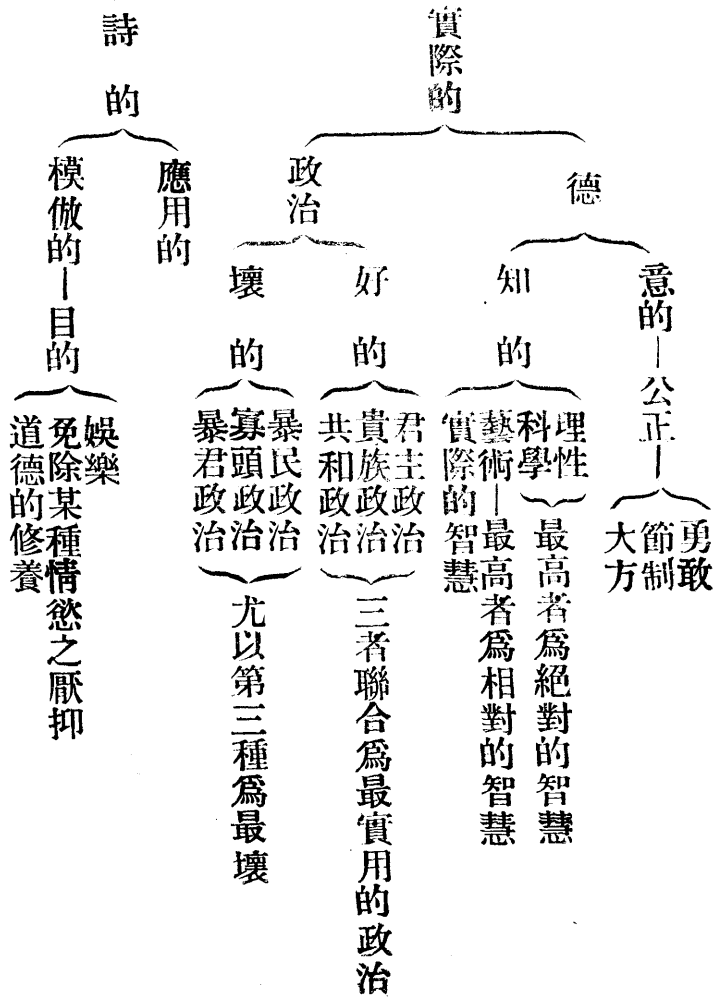 實際的
德
意的—公正—
勇敢
節制
大方
知的
理性
科學
最高者為絕對的智慧
藝術—最高者為相對的智慧
實際的智慧
政治
好的
君主政治
貴族政治
共和政治
三者聯合為最實用的政治
壞的
暴民政治
寡頭政治
暴君政治
尤以第三種為最壞
詩的
應用的
模倣的—目的
娛樂
免除某種情慾之厭抑
道德的修養